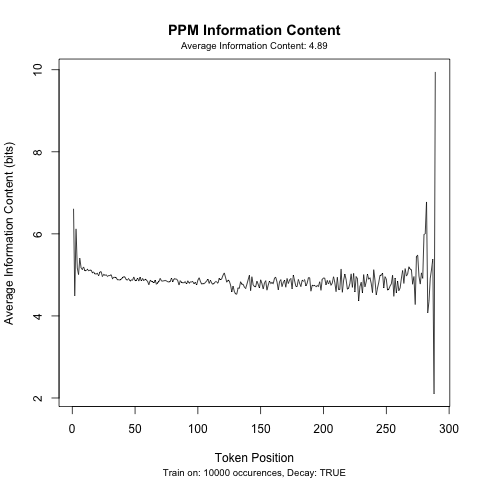 PPM Information Content
Average Information Content: 4.89
Average Information Content (bits)
10
8
6
4
2
0 50 100 150 200 250 300
Token Position
Train on: 10000 occurences, Decay: TRUE